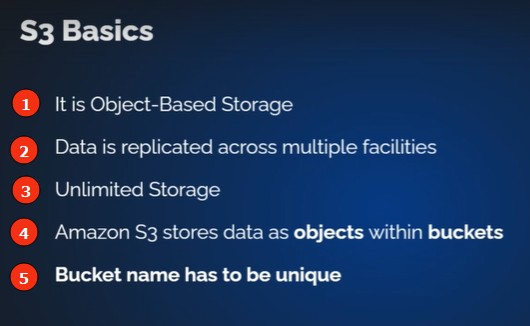 S3 Basics
1 It is Object-Based Storage
2 Data is replicated across multiple facilities
3 Unlimited Storage
4 Amazon S3 stores data as objects within buckets
5 Bucket name has to be unique